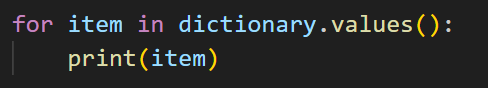 for item in dictionary.values():
    print(item)